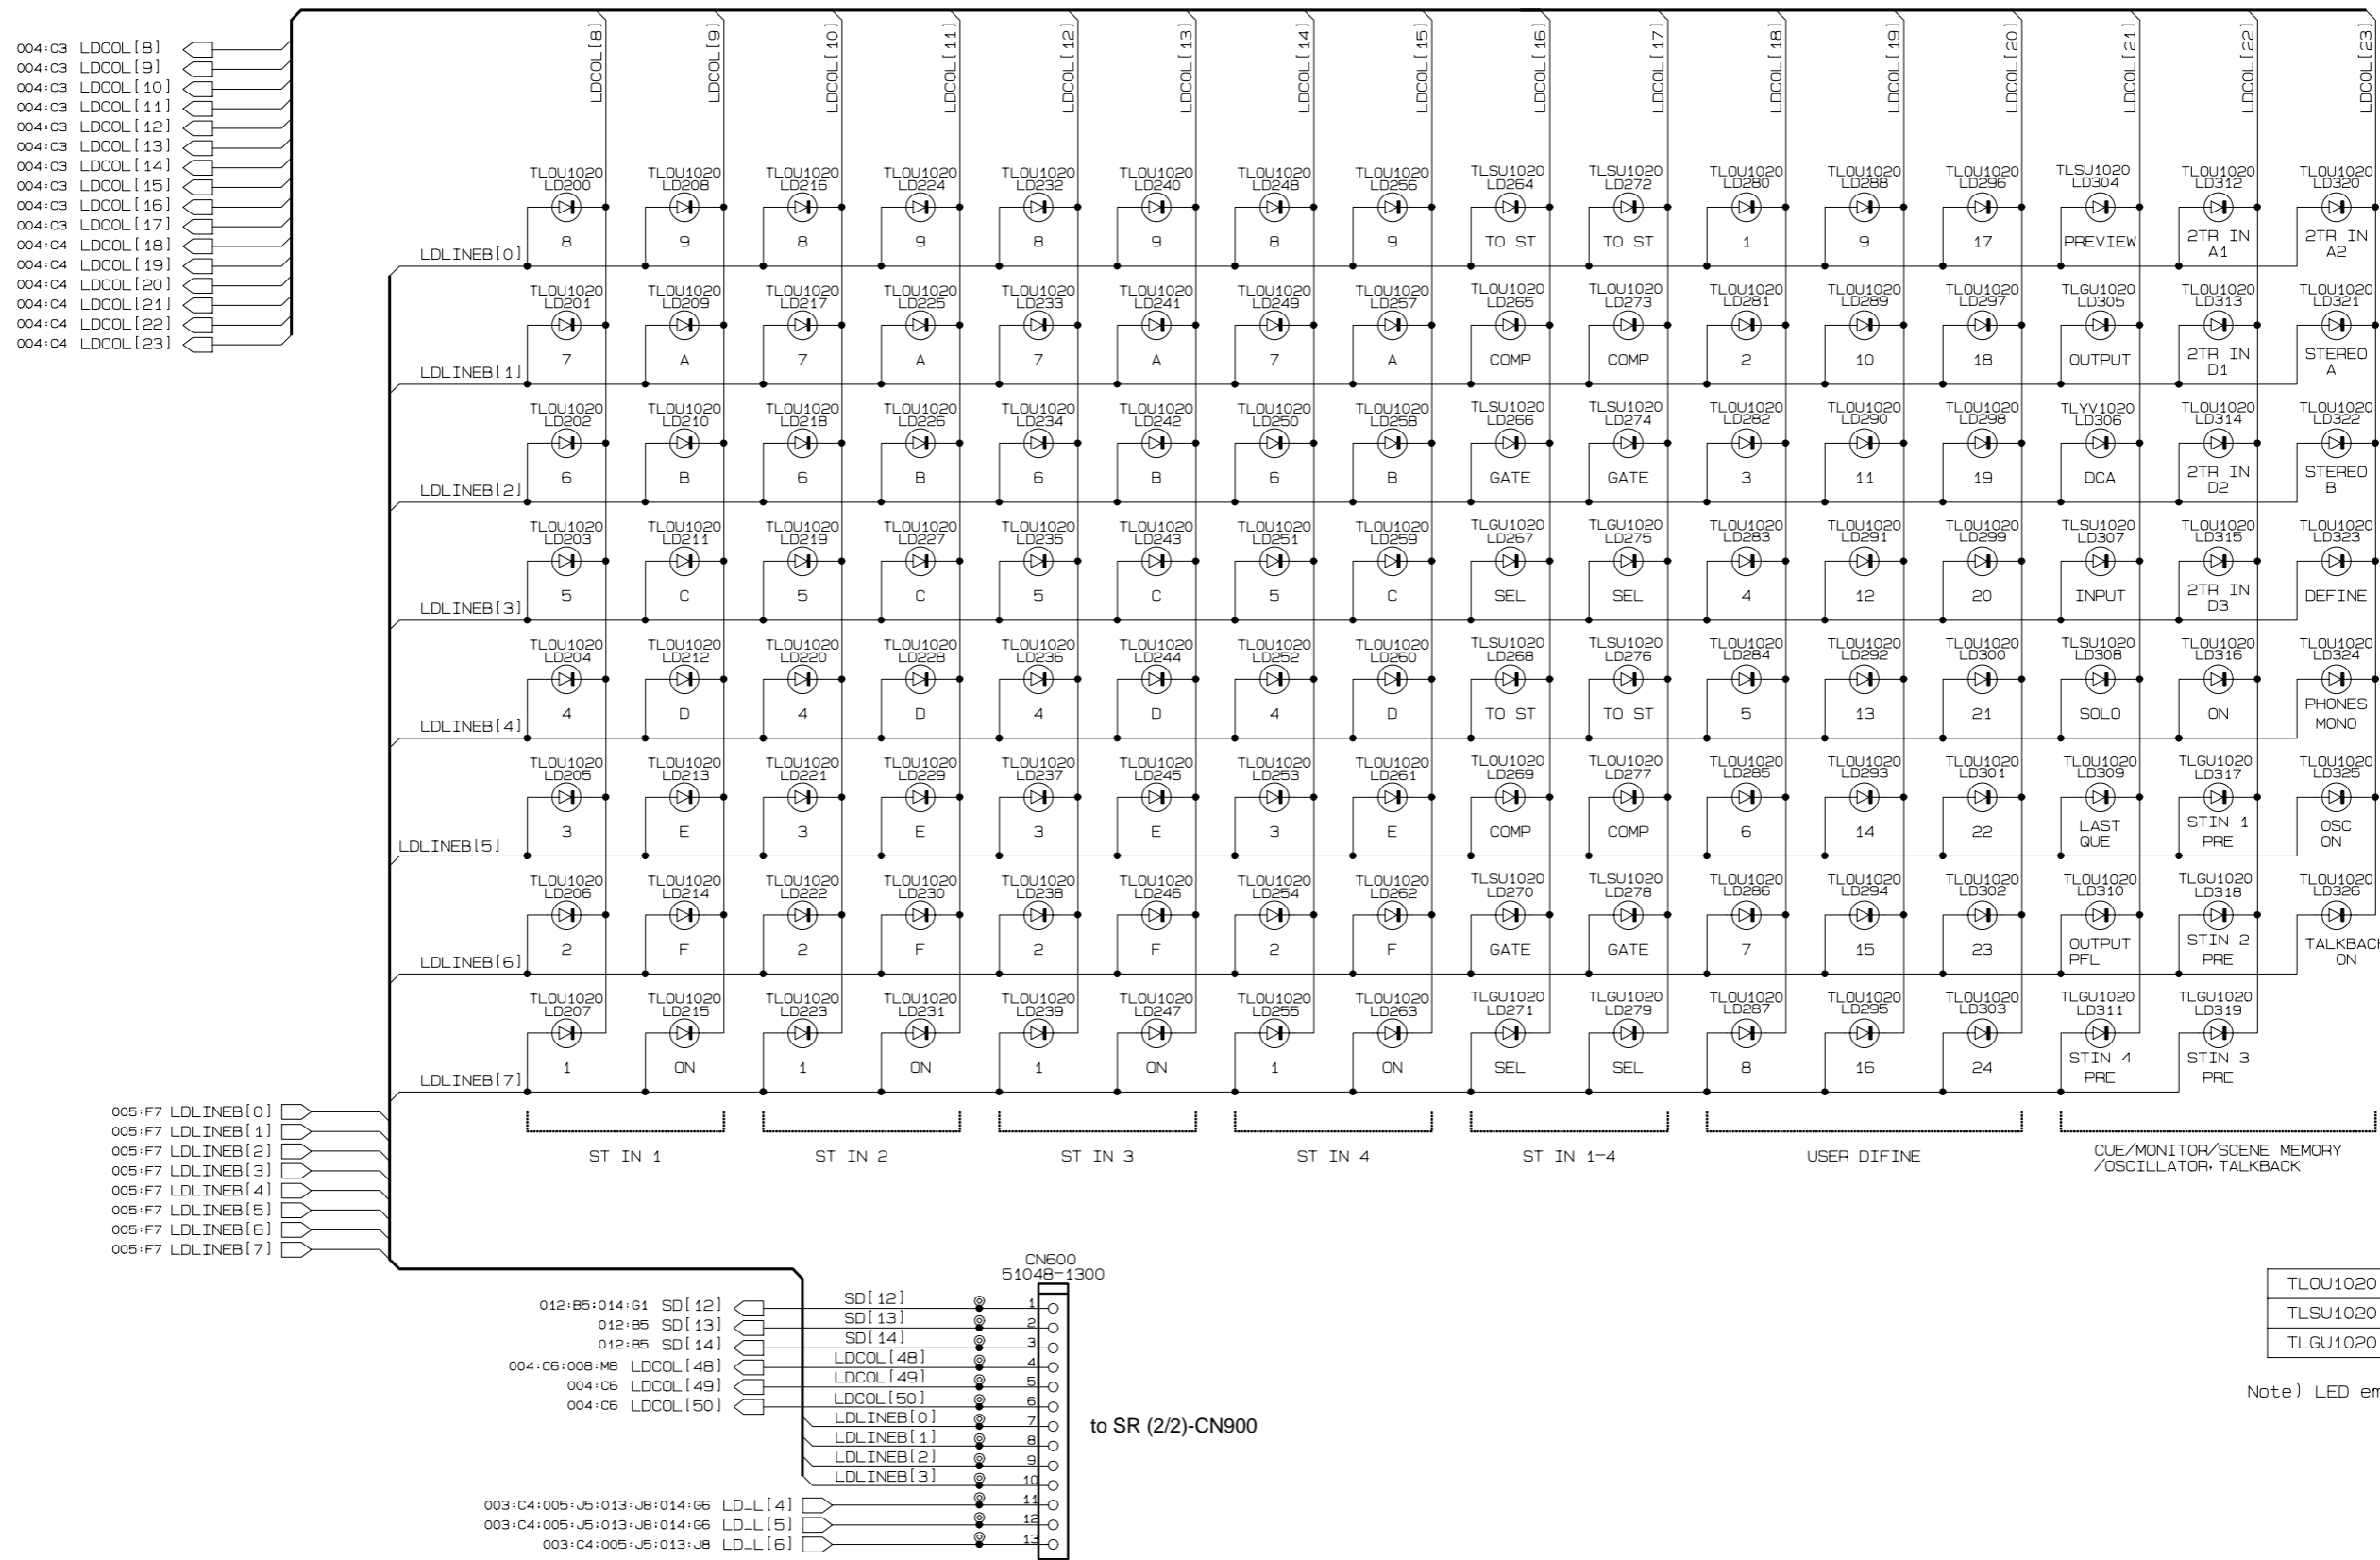 LDCOL[8] LDCOL[9] LDCOL[10] LDCOL[11] LDCOL[12] LDCOL[13] LDCOL[14] LDCOL[15] LDCOL[16] LDCOL[17] LDCOL[18] LDCOL[19] LDCOL[20] LDCOL[21] LDCOL[22] LDCOL[23]
004:C3 LDCOL[8]
004:C3 LDCOL[9]
004:C3 LDCOL[10]
004:C3 LDCOL[11]
004:C3 LDCOL[12]
004:C3 LDCOL[13]
004:C3 LDCOL[14]
004:C3 LDCOL[15]
004:C3 LDCOL[16]
004:C3 LDCOL[17]
004:C4 LDCOL[18]
004:C4 LDCOL[19]
004:C4 LDCOL[20]
004:C4 LDCOL[21]
004:C4 LDCOL[22]
004:C4 LDCOL[23]
TLOU1020 TLOU1020 TLOU1020 TLOU1020 TLOU1020 TLOU1020 TLOU1020 TLOU1020 TLSU1020 TLSU1020 TLOU1020 TLOU1020 TLOU1020 TLSU1020 TLOU1020 TLOU1020
LD200 LD208 LD216 LD224 LD232 LD240 LD248 LD256 LD264 LD272 LD280 LD288 LD296 LD304 LD312 LD320
8 9 8 9 8 9 8 9 TO ST TO ST 1 9 17 PREVIEW 2TR IN 2TR IN
A1 A2
LDLINEB[0]
TLOU1020 TLOU1020 TLOU1020 TLOU1020 TLOU1020 TLOU1020 TLOU1020 TLOU1020 TLOU1020 TLOU1020 TLOU1020 TLOU1020 TLOU1020 TLGU1020 TLOU1020 TLOU1020
LD201 LD209 LD217 LD225 LD233 LD241 LD249 LD257 LD265 LD273 LD281 LD289 LD297 LD305 LD313 LD321
7 A 7 A 7 A 7 A COMP COMP 2 10 18 OUTPUT 2TR IN STEREO
D1 A
LDLINEB[1]
TLOU1020 TLOU1020 TLOU1020 TLOU1020 TLOU1020 TLOU1020 TLOU1020 TLOU1020 TLSU1020 TLSU1020 TLOU1020 TLOU1020 TLOU1020 TLYV1020 TLOU1020 TLOU1020
LD202 LD210 LD218 LD226 LD234 LD242 LD250 LD258 LD266 LD274 LD282 LD290 LD298 LD306 LD314 LD322
6 B 6 B 6 B 6 B GATE GATE 3 11 19 DCA 2TR IN STEREO
D2 B
LDLINEB[2]
TLOU1020 TLOU1020 TLOU1020 TLOU1020 TLOU1020 TLOU1020 TLOU1020 TLOU1020 TLGU1020 TLGU1020 TLOU1020 TLOU1020 TLOU1020 TLSU1020 TLOU1020 TLOU1020
LD203 LD211 LD219 LD227 LD235 LD243 LD251 LD259 LD267 LD275 LD283 LD291 LD299 LD307 LD315 LD323
5 C 5 C 5 C 5 C SEL SEL 4 12 20 INPUT 2TR IN DEFINE
D3
LDLINEB[3]
TLOU1020 TLOU1020 TLOU1020 TLOU1020 TLOU1020 TLOU1020 TLOU1020 TLOU1020 TLSU1020 TLSU1020 TLOU1020 TLOU1020 TLOU1020 TLSU1020 TLOU1020 TLOU1020
LD204 LD212 LD220 LD228 LD236 LD244 LD252 LD260 LD268 LD276 LD284 LD292 LD300 LD308 LD316 LD324
4 D 4 D 4 D 4 D TO ST TO ST 5 13 21 SOLO ON PHONES
MONO
LDLINEB[4]
TLOU1020 TLOU1020 TLOU1020 TLOU1020 TLOU1020 TLOU1020 TLOU1020 TLOU1020 TLOU1020 TLOU1020 TLOU1020 TLOU1020 TLOU1020 TLOU1020 TLGU1020 TLOU1020
LD205 LD213 LD221 LD229 LD237 LD245 LD253 LD261 LD269 LD277 LD285 LD293 LD301 LD309 LD317 LD325
3 E 3 E 3 E 3 E COMP COMP 6 14 22 LAST STIN 1 OSC
QUE PRE ON
LDLINEB[5]
TLOU1020 TLOU1020 TLOU1020 TLOU1020 TLOU1020 TLOU1020 TLOU1020 TLOU1020 TLSU1020 TLSU1020 TLOU1020 TLOU1020 TLOU1020 TLOU1020 TLGU1020 TLOU1020
LD206 LD214 LD222 LD230 LD238 LD246 LD254 LD262 LD270 LD278 LD286 LD294 LD302 LD310 LD318 LD326
2 F 2 F 2 F 2 F GATE GATE 7 15 23 OUTPUT STIN 2 TALKBACK
PFL PRE ON
LDLINEB[6]
TLOU1020 TLOU1020 TLOU1020 TLOU1020 TLOU1020 TLOU1020 TLOU1020 TLOU1020 TLGU1020 TLGU1020 TLOU1020 TLOU1020 TLOU1020 TLGU1020 TLGU1020
LD207 LD215 LD223 LD231 LD239 LD247 LD255 LD263 LD271 LD279 LD287 LD295 LD303 LD311 LD319
1 ON 1 ON 1 ON 1 ON SEL SEL 8 16 24 STIN 4 STIN 3
PRE PRE
LDLINEB[7]
005:F7 LDLINEB[0]
005:F7 LDLINEB[1]
005:F7 LDLINEB[2]
005:F7 LDLINEB[3]
005:F7 LDLINEB[4]
005:F7 LDLINEB[5]
005:F7 LDLINEB[6]
005:F7 LDLINEB[7]
ST IN 1 ST IN 2 ST IN 3 ST IN 4 ST IN 1-4 USER DIFINE CUE/MONITOR/SCENE MEMORY
/OSCILLATOR, TALKBACK
CN600
51048-1300
012:B5:014:G1 SD[12] SD[12] 1
012:B5 SD[13] SD[13] 2
012:B5 SD[14] SD[14] 3
004:C6:008:M8 LDCOL[48] LDCOL[48] 4
004:C6 LDCOL[49] LDCOL[49] 5
004:C6 LDCOL[50] LDCOL[50] 6
LDLINEB[0] 7
LDLINEB[1] 8
LDLINEB[2] 9
LDLINEB[3] 10
003:C4:005:J5:013:J8:014:G6 LD_L[4] 11
003:C4:005:J5:013:J8:014:G6 LD_L[5] 12
003:C4:005:J5:013:J8 LD_L[6] 13
to SR (2/2)-CN900
TLOU1020
TLSU1020
TLGU1020
Note) LED